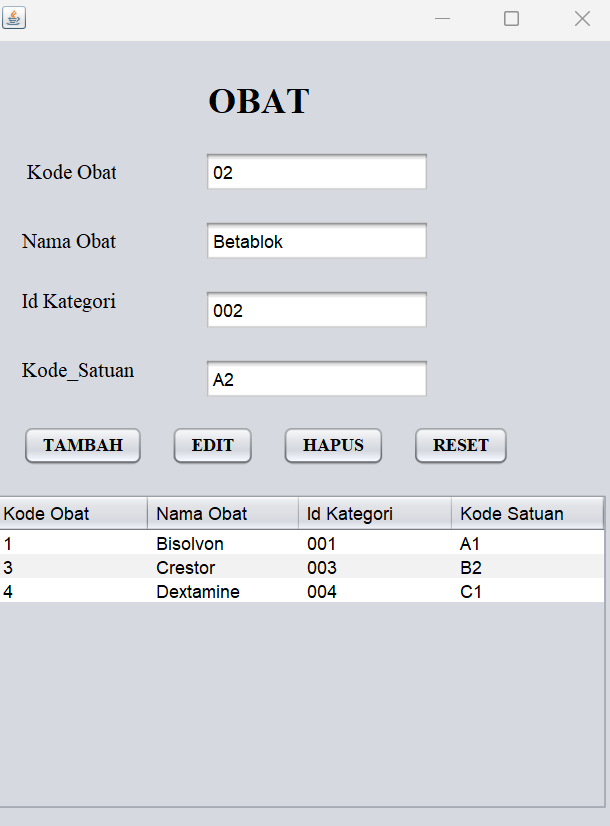 OBAT
Kode Obat 02
Nama Obat Betablok
Id Kategori 002
Kode_Satuan A2
TAMBAH EDIT HAPUS RESET
Kode Obat Nama Obat Id Kategori Kode Satuan
1 Bisolvon 001 A1
3 Crestor 003 B2
4 Dextamine 004 C1